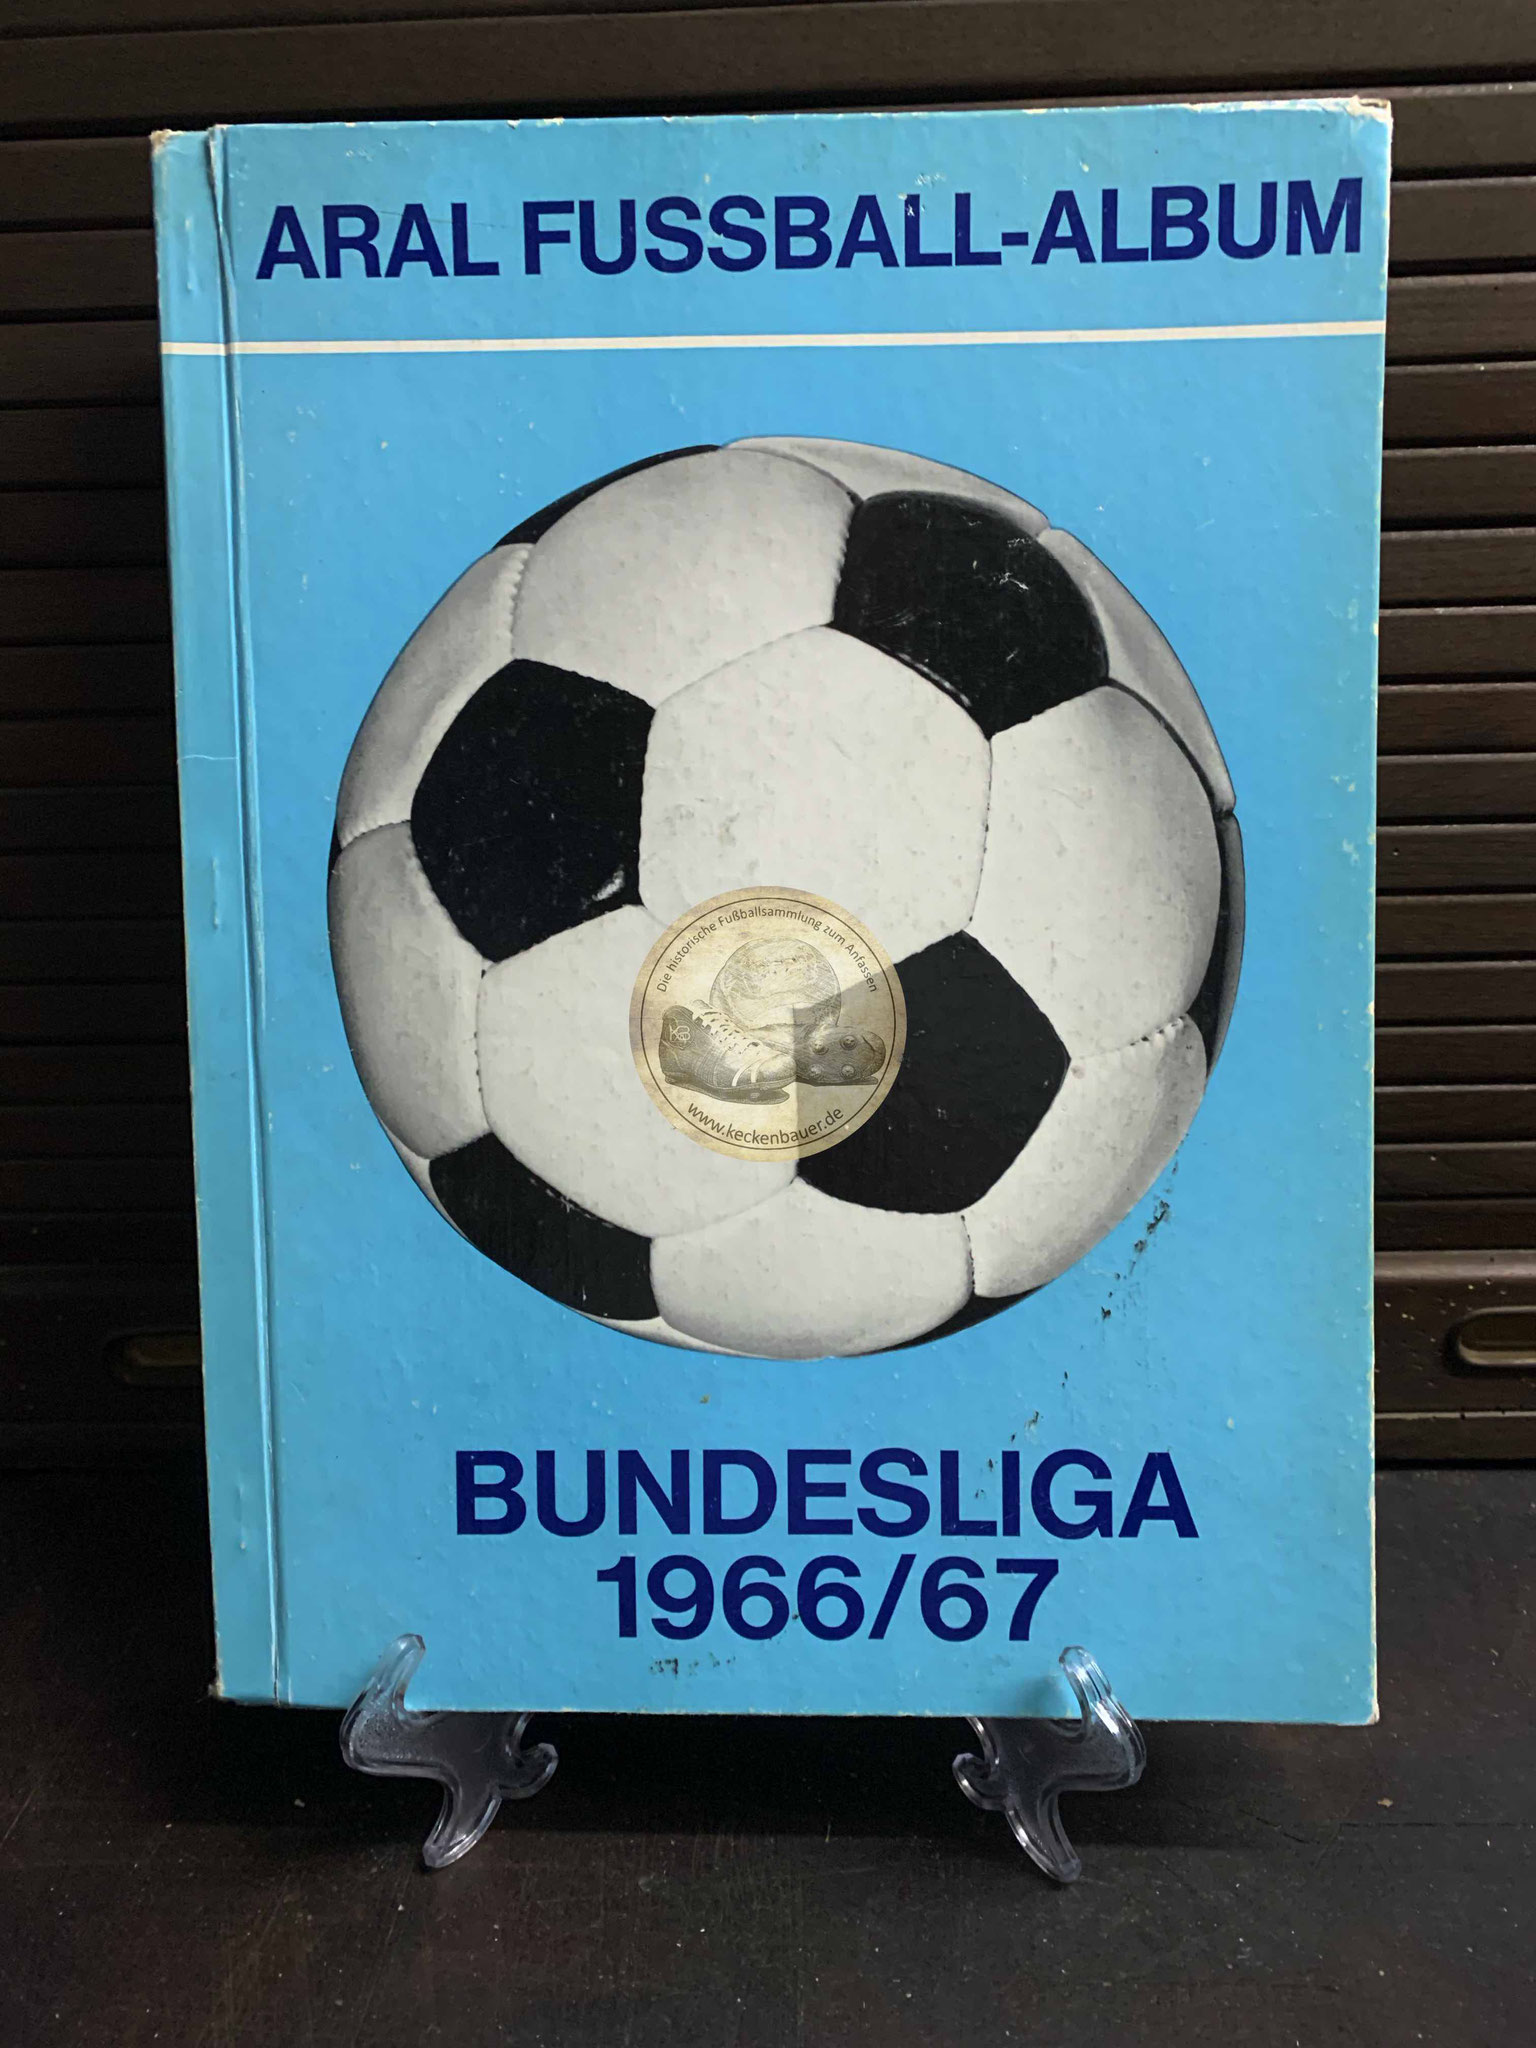 ARAL FUSSBALL-ALBUM
Die historische Fußballsammlung zum Anfassen
www.keckenbauer.de
BUNDESLIGA
1966/67